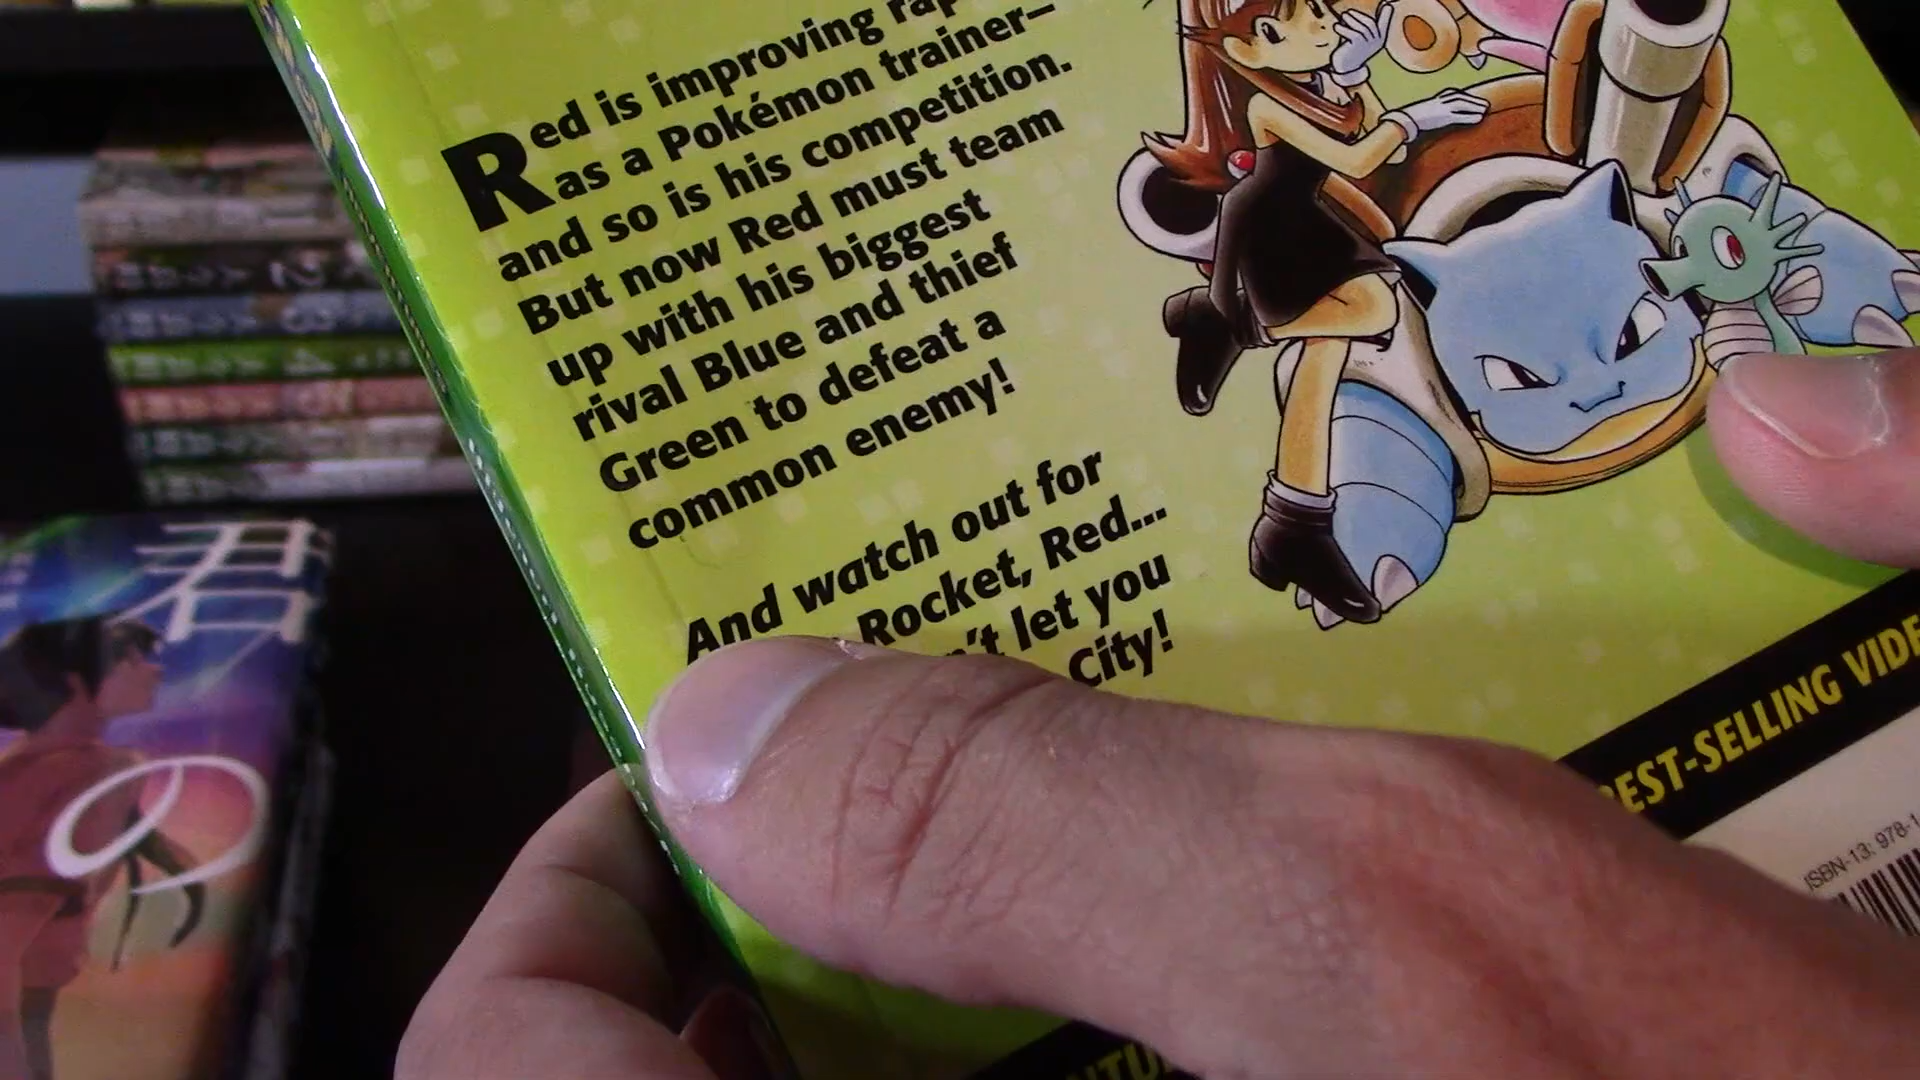 Red is improving
as a Pokémon trainer—
and so is his competition.
But now Red must team
up with his biggest
rival Blue and thief
Green to defeat a
common enemy!
And watch out for
Rocket, Red...
let you
City!
BEST-SELLING
ISBN-13: 978-1
君
の